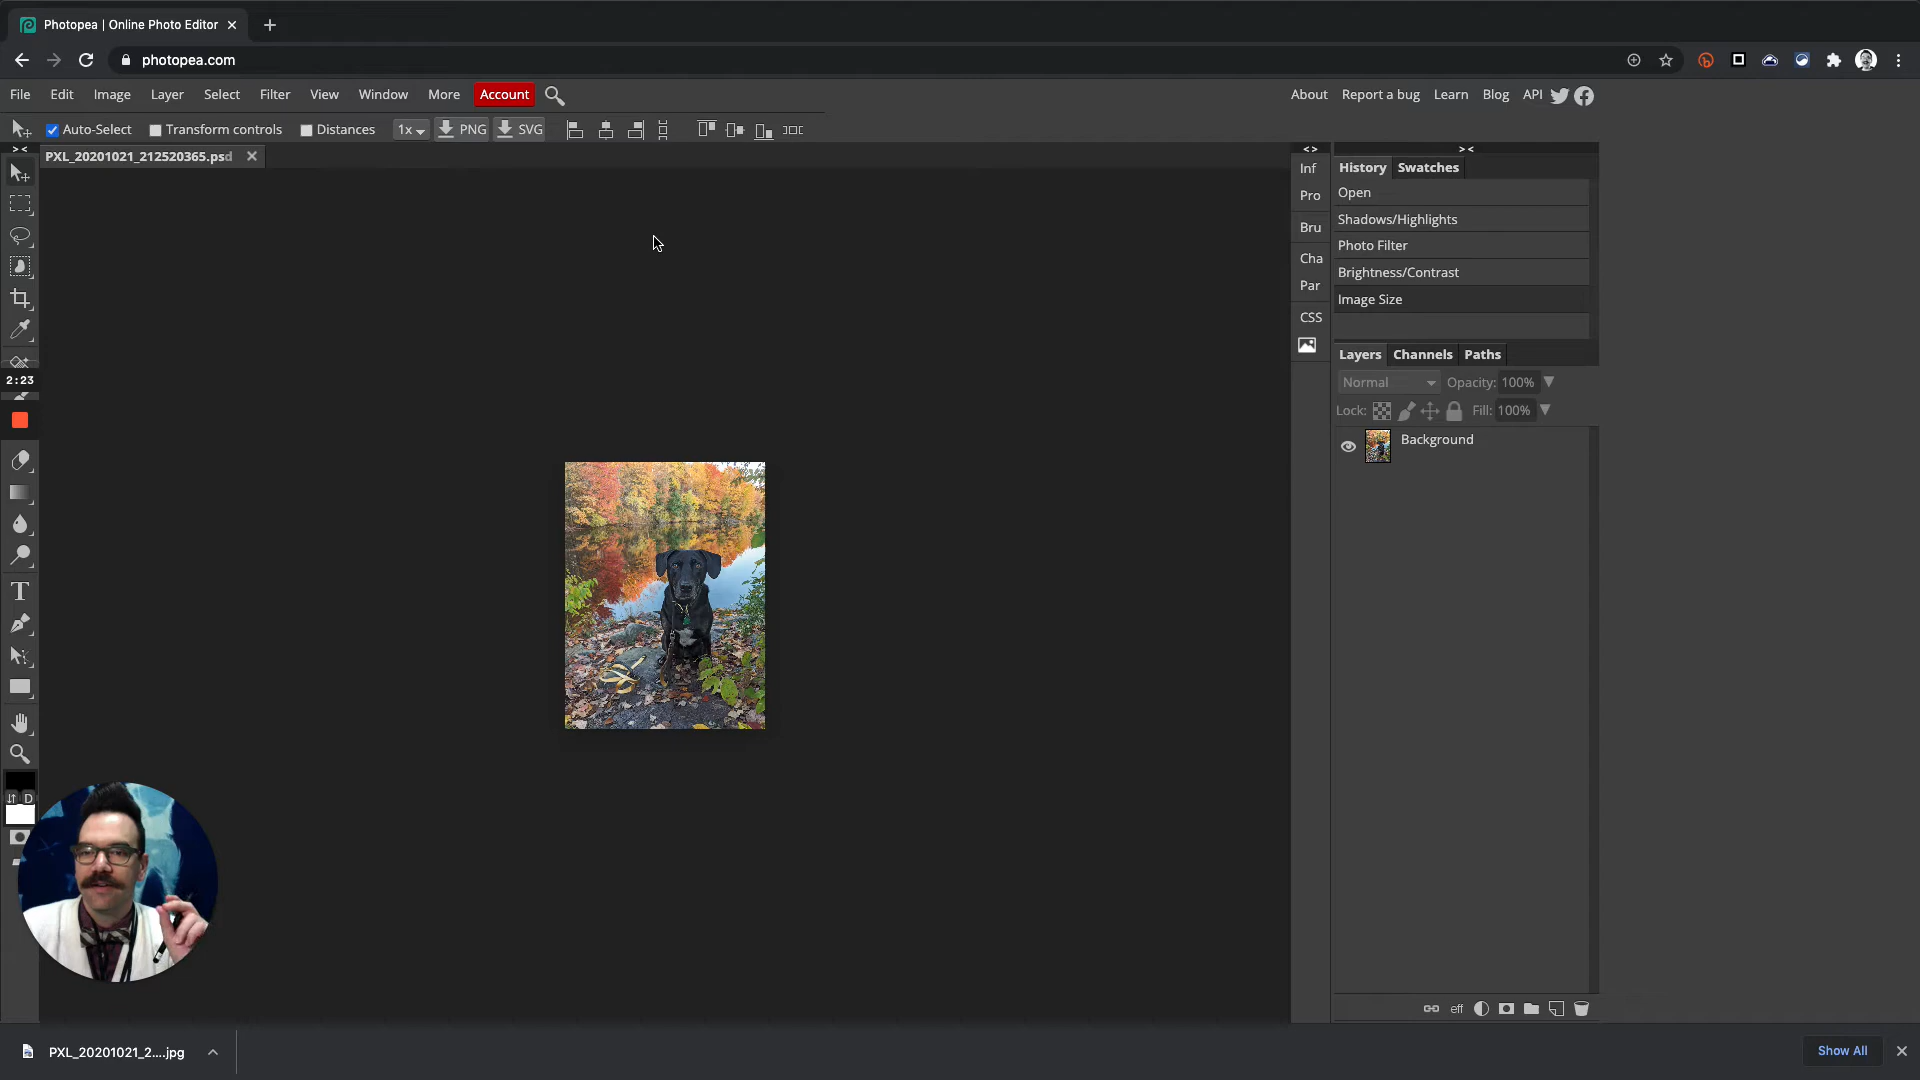 Photopea | Online Photo Editor
photopea.com
File Edit Image Layer Select Filter View Window More Account
About Report a bug Learn Blog API
Auto-Select Transform controls Distances 1x PNG SVG
PXL_20201021_212520365.psd
Inf
Pro
Bru
Cha
Par
CSS
History Swatches
Open
Shadows/Highlights
Photo Filter
Brightness/Contrast
Image Size
Layers Channels Paths
Normal Opacity: 100%
Lock: Fill: 100%
Background
2:23
D
eff
PXL_20201021_2....jpg
Show All